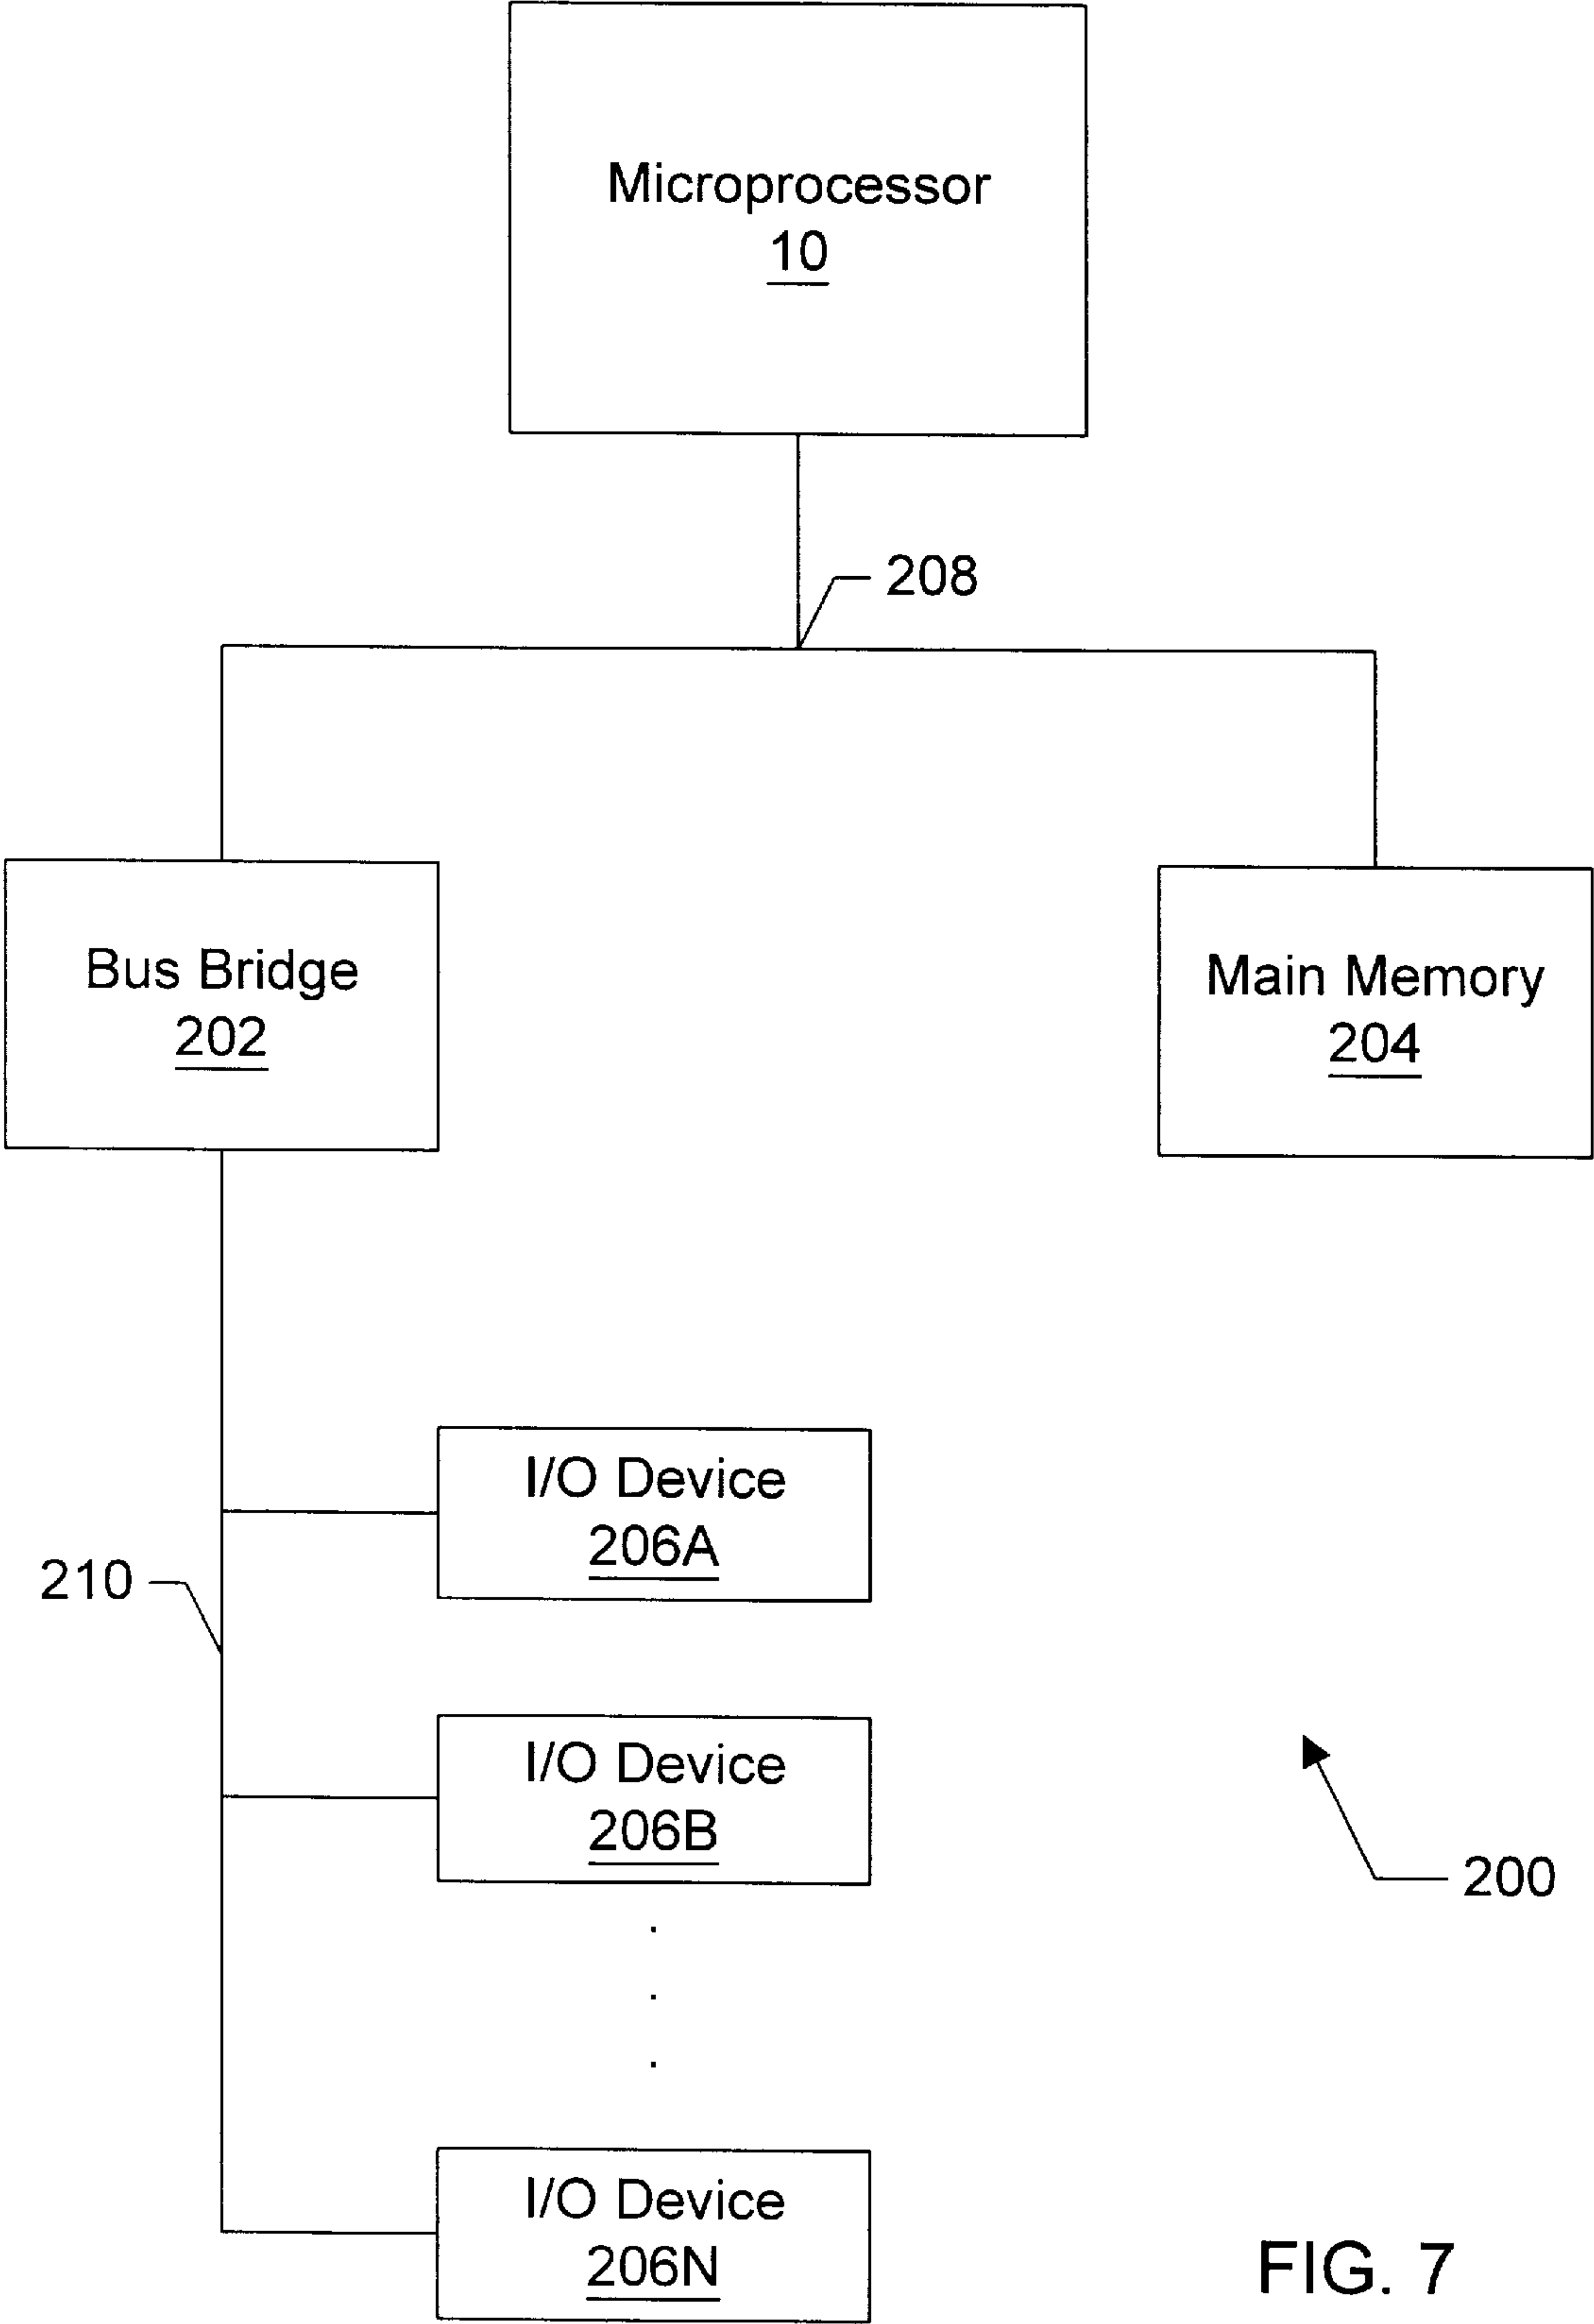 Microprocessor
10
208
Bus Bridge
202
Main Memory
204
I/O Device
206A
210
I/O Device
206B
200
I/O Device
206N
FIG. 7